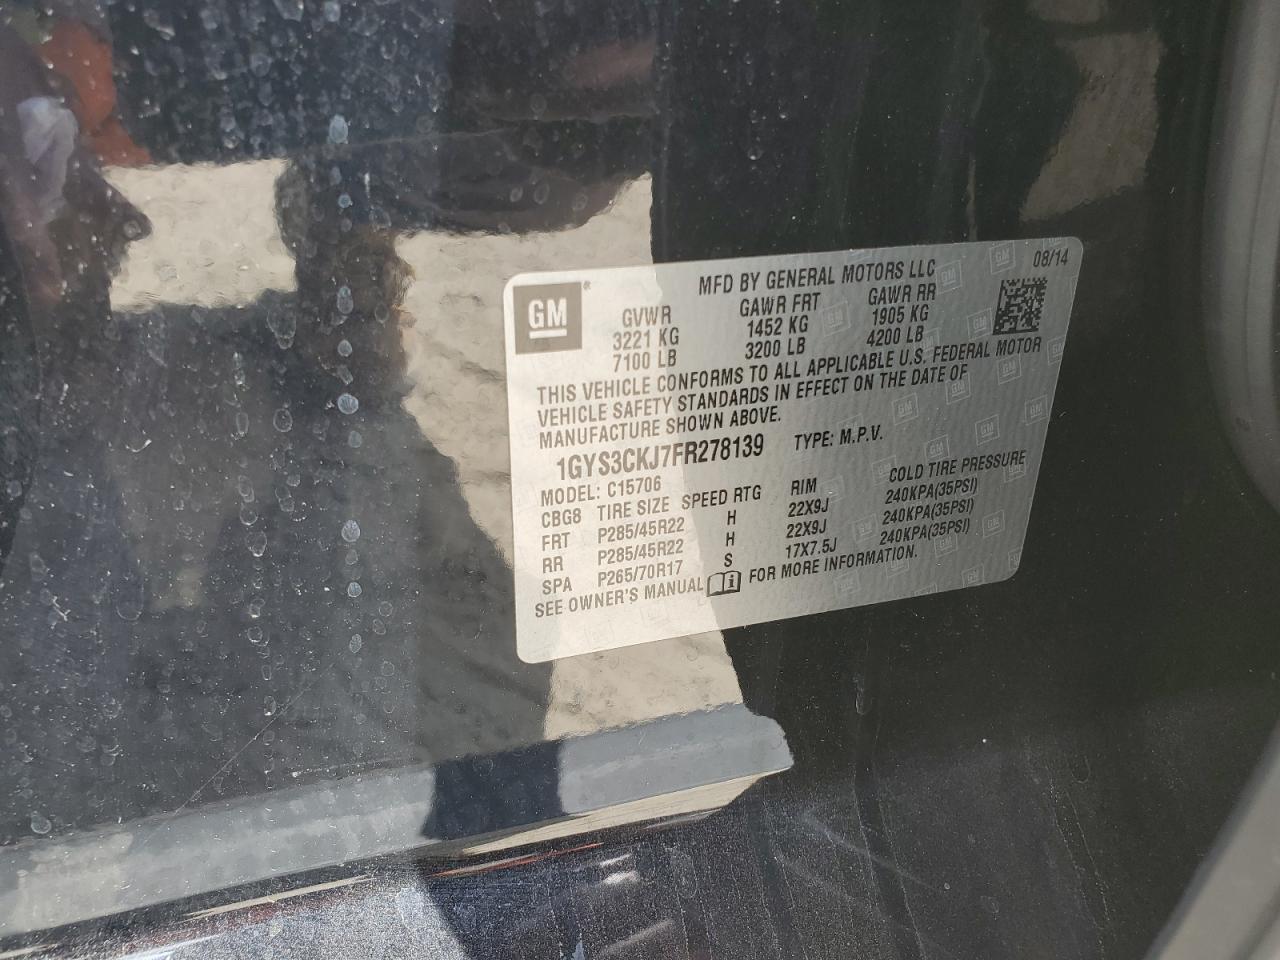 MFD BY GENERAL MOTORS LLC 08/14
GM®
GVWR GAWR FRT GAWR RR
3221 KG 1452 KG 1905 KG
7100 LB 3200 LB 4200 LB
THIS VEHICLE CONFORMS TO ALL APPLICABLE U.S. FEDERAL MOTOR
VEHICLE SAFETY STANDARDS IN EFFECT ON THE DATE OF
MANUFACTURE SHOWN ABOVE.
1GYS3CKJ7FR278139 TYPE: M.P.V.
MODEL: C15706
CBG8 TIRE SIZE SPEED RTG RIM COLD TIRE PRESSURE
FRT P285/45R22 H 22X9J 240KPA(35PSI)
RR P285/45R22 H 22X9J 240KPA(35PSI)
SPA P265/70R17 S 17X7.5J 240KPA(35PSI)
SEE OWNER'S MANUAL FOR MORE INFORMATION.